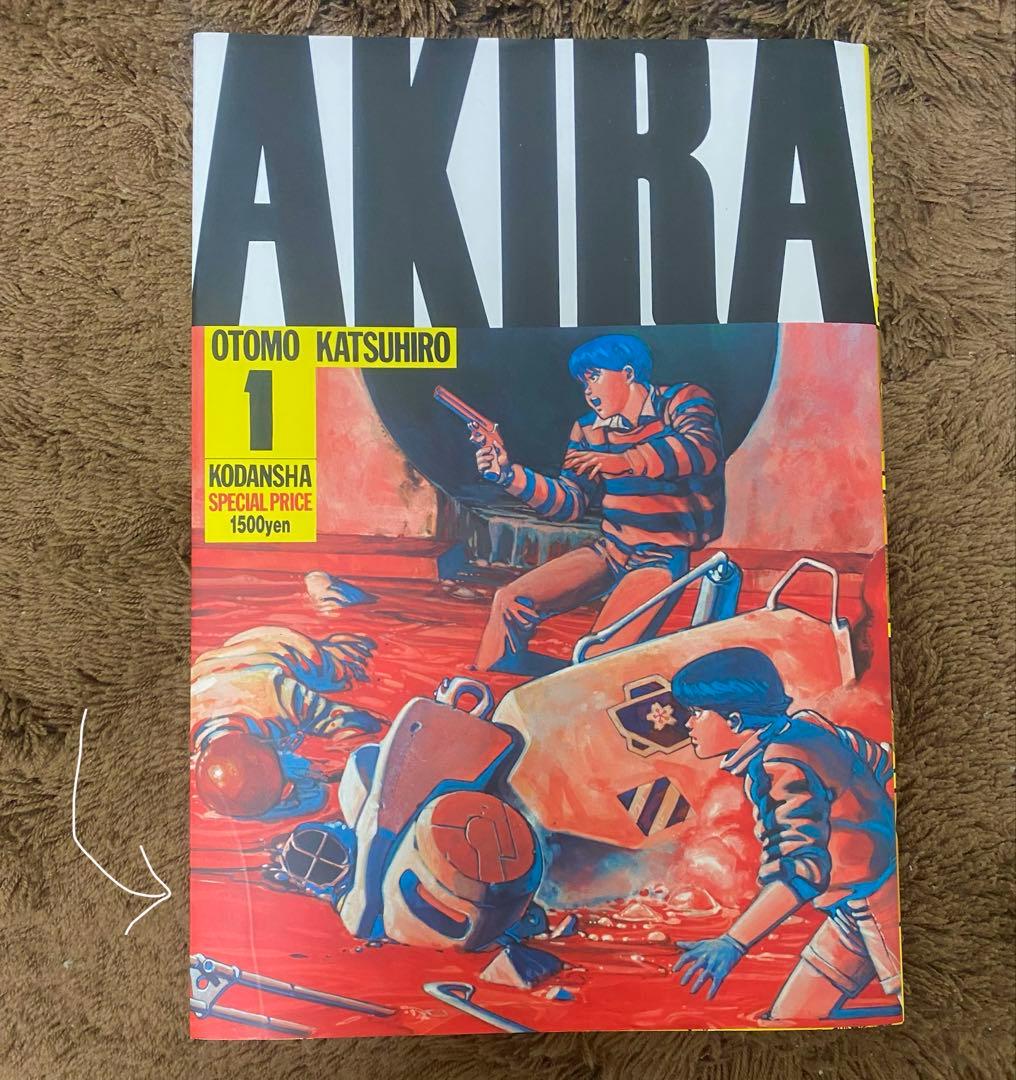 AKIRA
OTOMO KATSUHIRO
1
KODANSHA
SPECIAL PRICE
1500yen